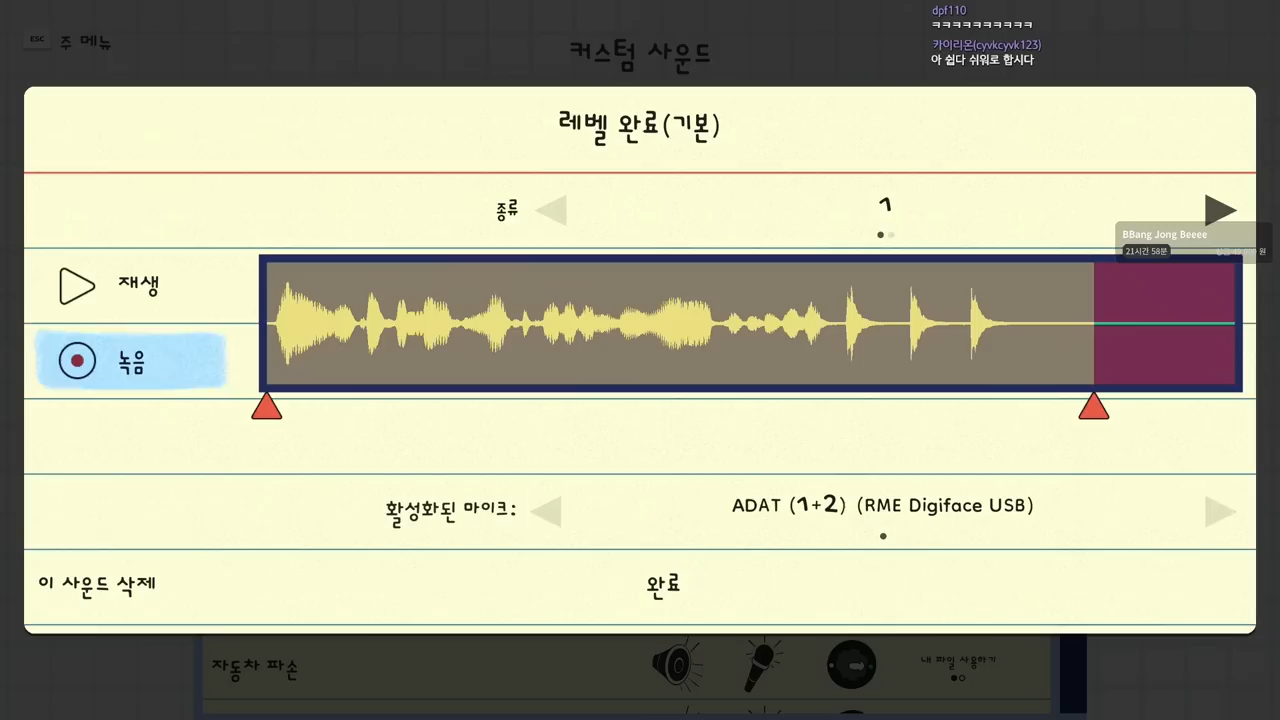 dpf110
ㅋㅋㅋㅋㅋㅋㅋㅋㅋㅋ
카이리온(cyvkcyvk123)
아 쉽다 쉬워로 합시다
ESC 주 메뉴
커스텀 사운드
레벨 완료(기본)
종류 1
BBang Jong Beeee
21시간 58분
재생
녹음
활성화된 마이크: ADAT (1+2) (RME Digiface USB)
이 사운드 삭제 완료
자동차 파손 내 파일 사용하기